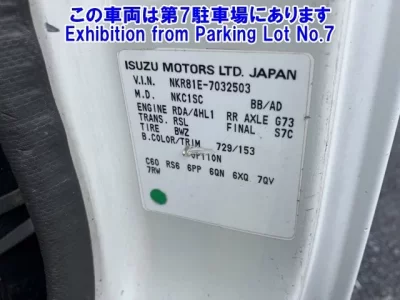 この車両は第7駐車場にあります
Exhibition from Parking Lot No.7
ISUZU MOTORS LTD. JAPAN
V.I.N. NKR81E-7032503
M.D. NKC1SC BB/AD
ENGINE RDA/4HL1 RR AXLE G73
TRANS. RSL FINAL S7C
TIRE BWZ
B.COLOR/TRIM 729/153
OPTION
C60 RS6 6PP 6QN 6XQ 7QV
7RW